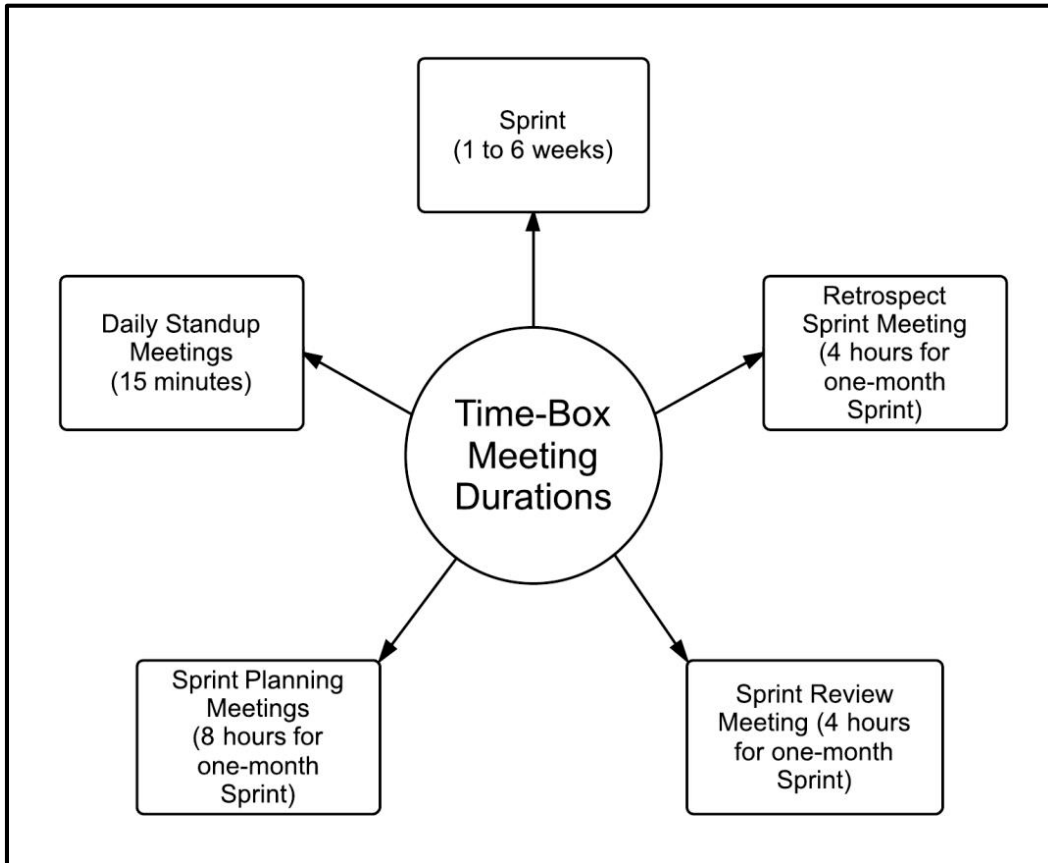 Sprint
(1 to 6 weeks)
Daily Standup
Meetings
(15 minutes)
Retrospect
Sprint Meeting
(4 hours for
one-month
Sprint)
Time-Box
Meeting
Durations
Sprint Planning
Meetings
(8 hours for
one-month
Sprint)
Sprint Review
Meeting (4 hours
for one-month
Sprint)